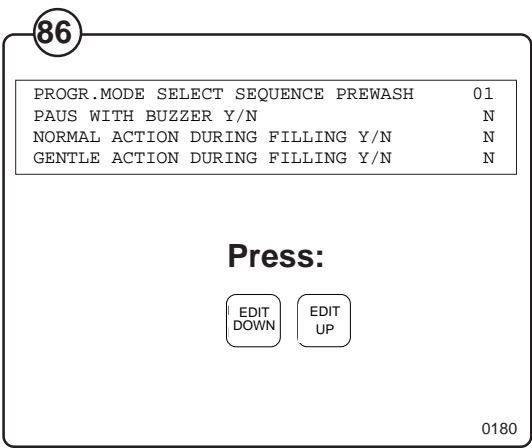 86
PROGR.MODE SELECT SEQUENCE PREWASH 01
PAUS WITH BUZZER Y/N N
NORMAL ACTION DURING FILLING Y/N N
GENTLE ACTION DURING FILLING Y/N N
Press:
EDIT DOWN
EDIT UP
0180